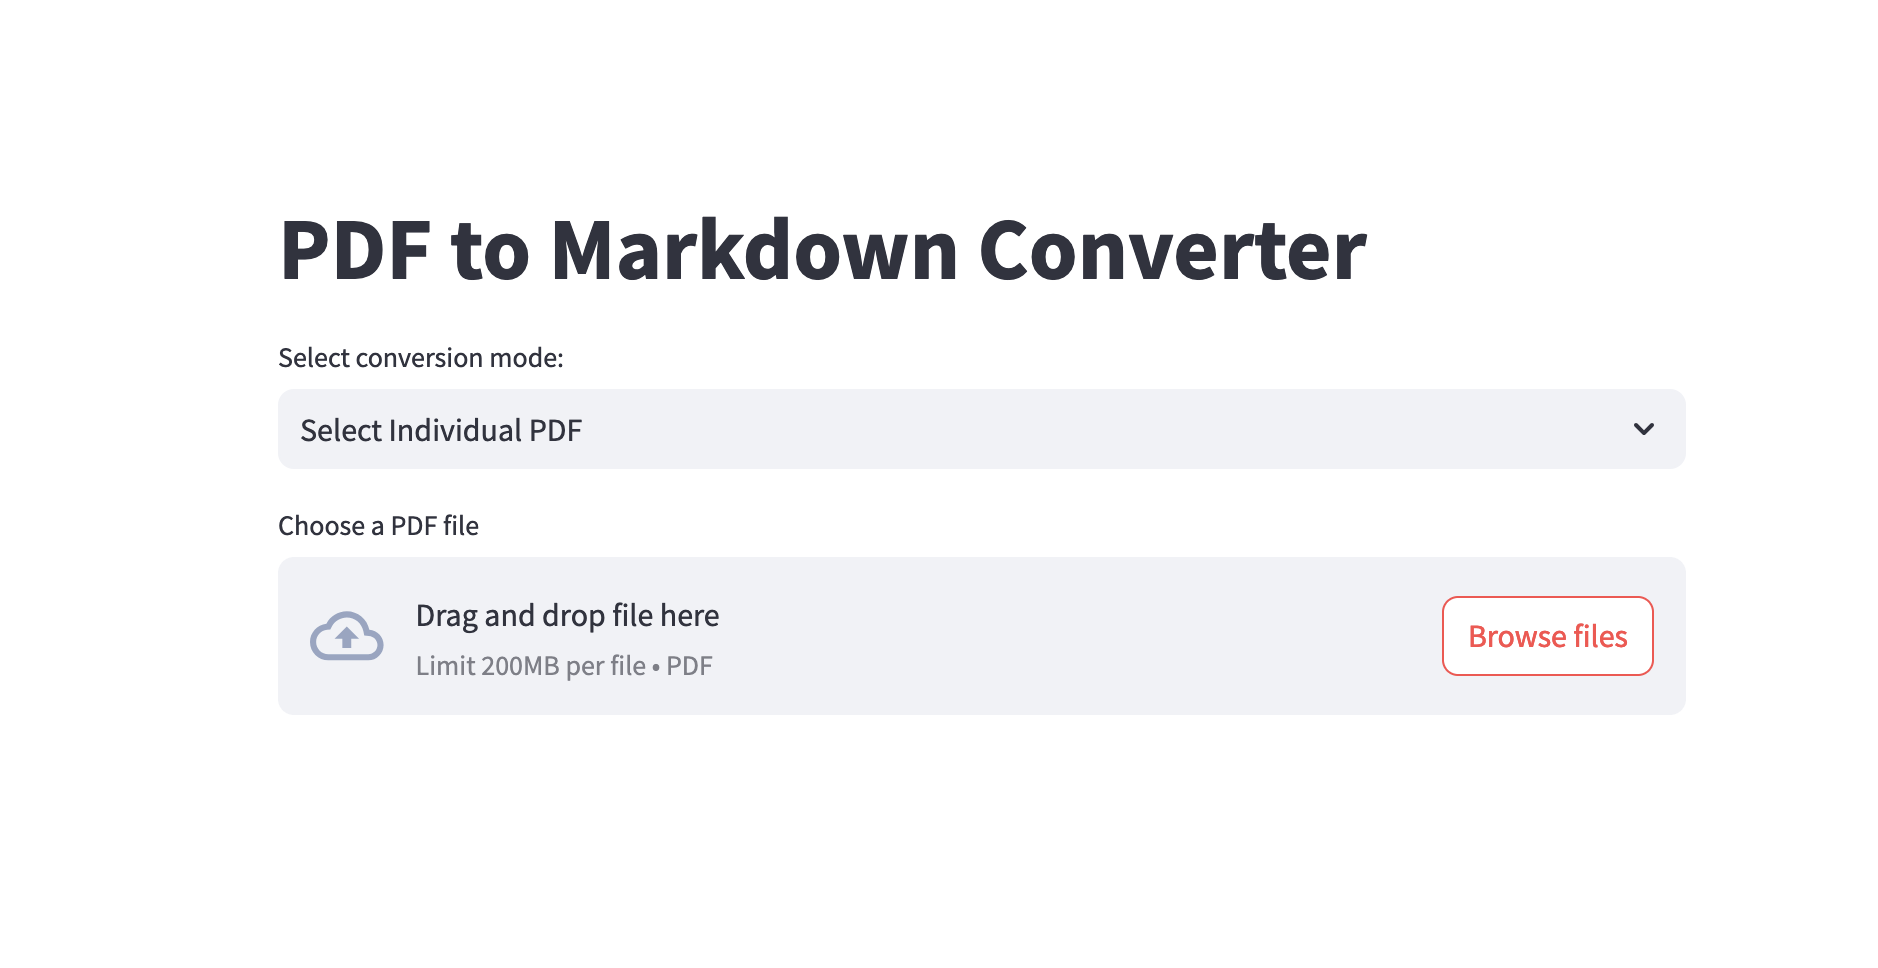 PDF to Markdown Converter
Select conversion mode:
Select Individual PDF
Choose a PDF file
Drag and drop file here
Limit 200MB per file • PDF
Browse files